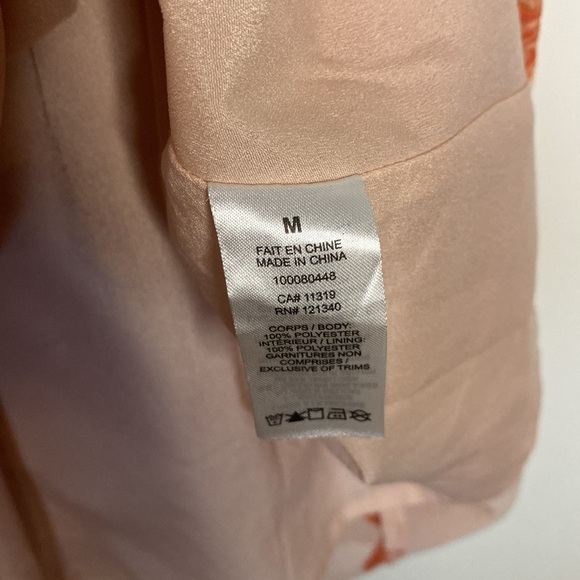 M
FAIT EN CHINE
MADE IN CHINA
100080448
CA# 11319
RN# 121340
CORPS / BODY:
100% POLYESTER
INTÉRIEUR / LINING:
100% POLYESTER
GARNITURES NON
COMPRISES /
EXCLUSIVE OF TRIMS